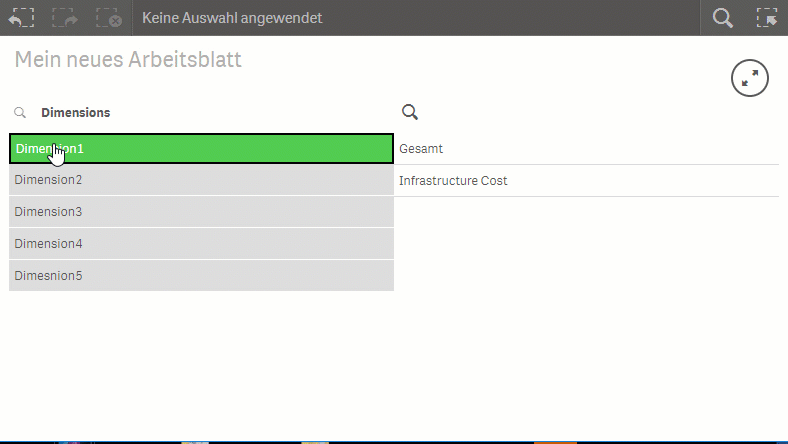 Keine Auswahl angewendet
Mein neues Arbeitsblatt
Dimensions
Dimension1
Gesamt
Dimension2
Infrastructure Cost
Dimension3
Dimension4
Dimesnion5